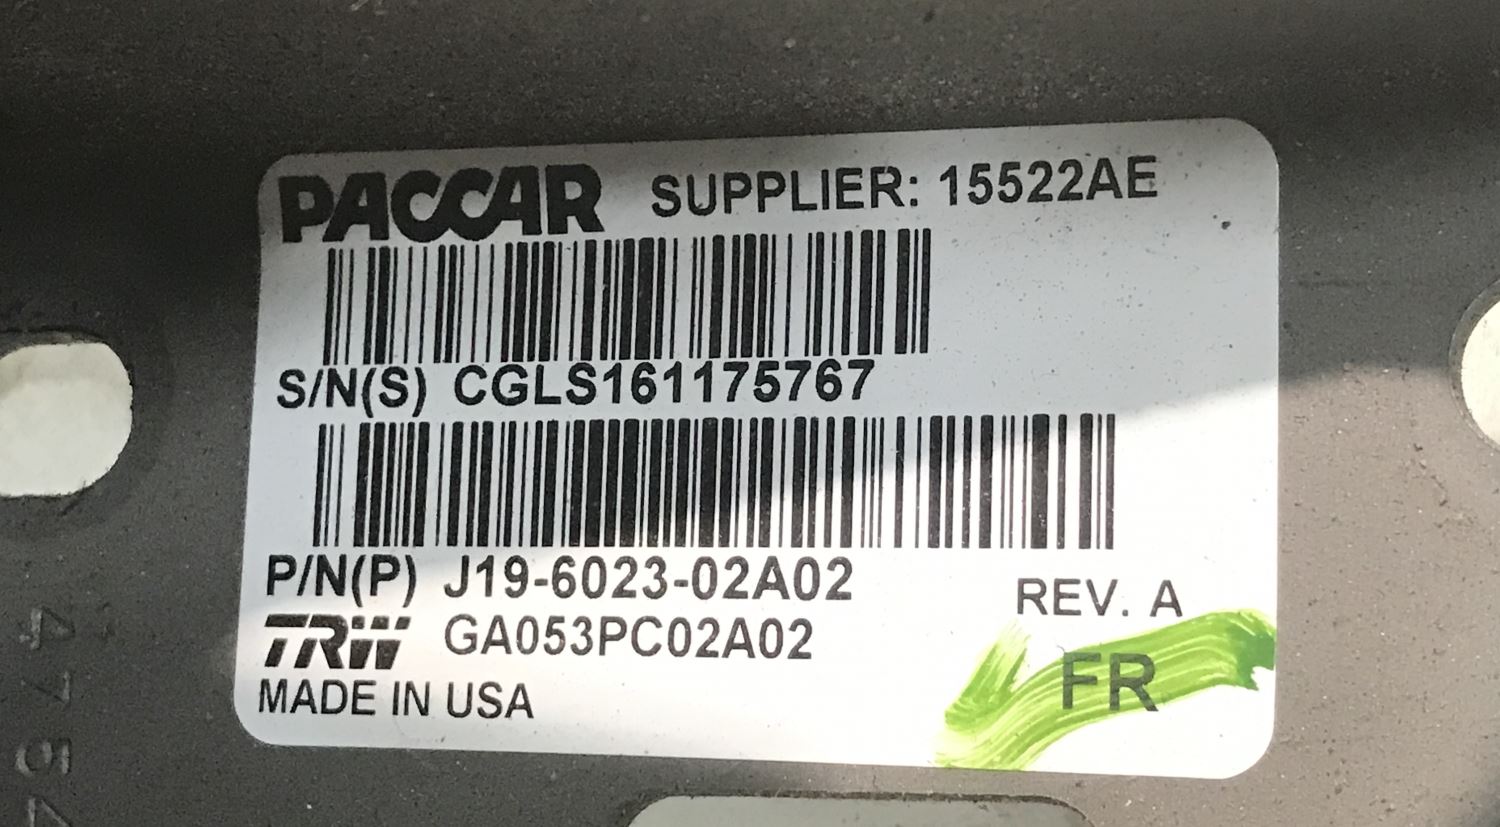 PACCAR SUPPLIER: 15522AE
S/N(S) CGLS161175767
P/N(P) J19-6023-02A02
REV. A
TRW GA053PC02A02
FR
MADE IN USA